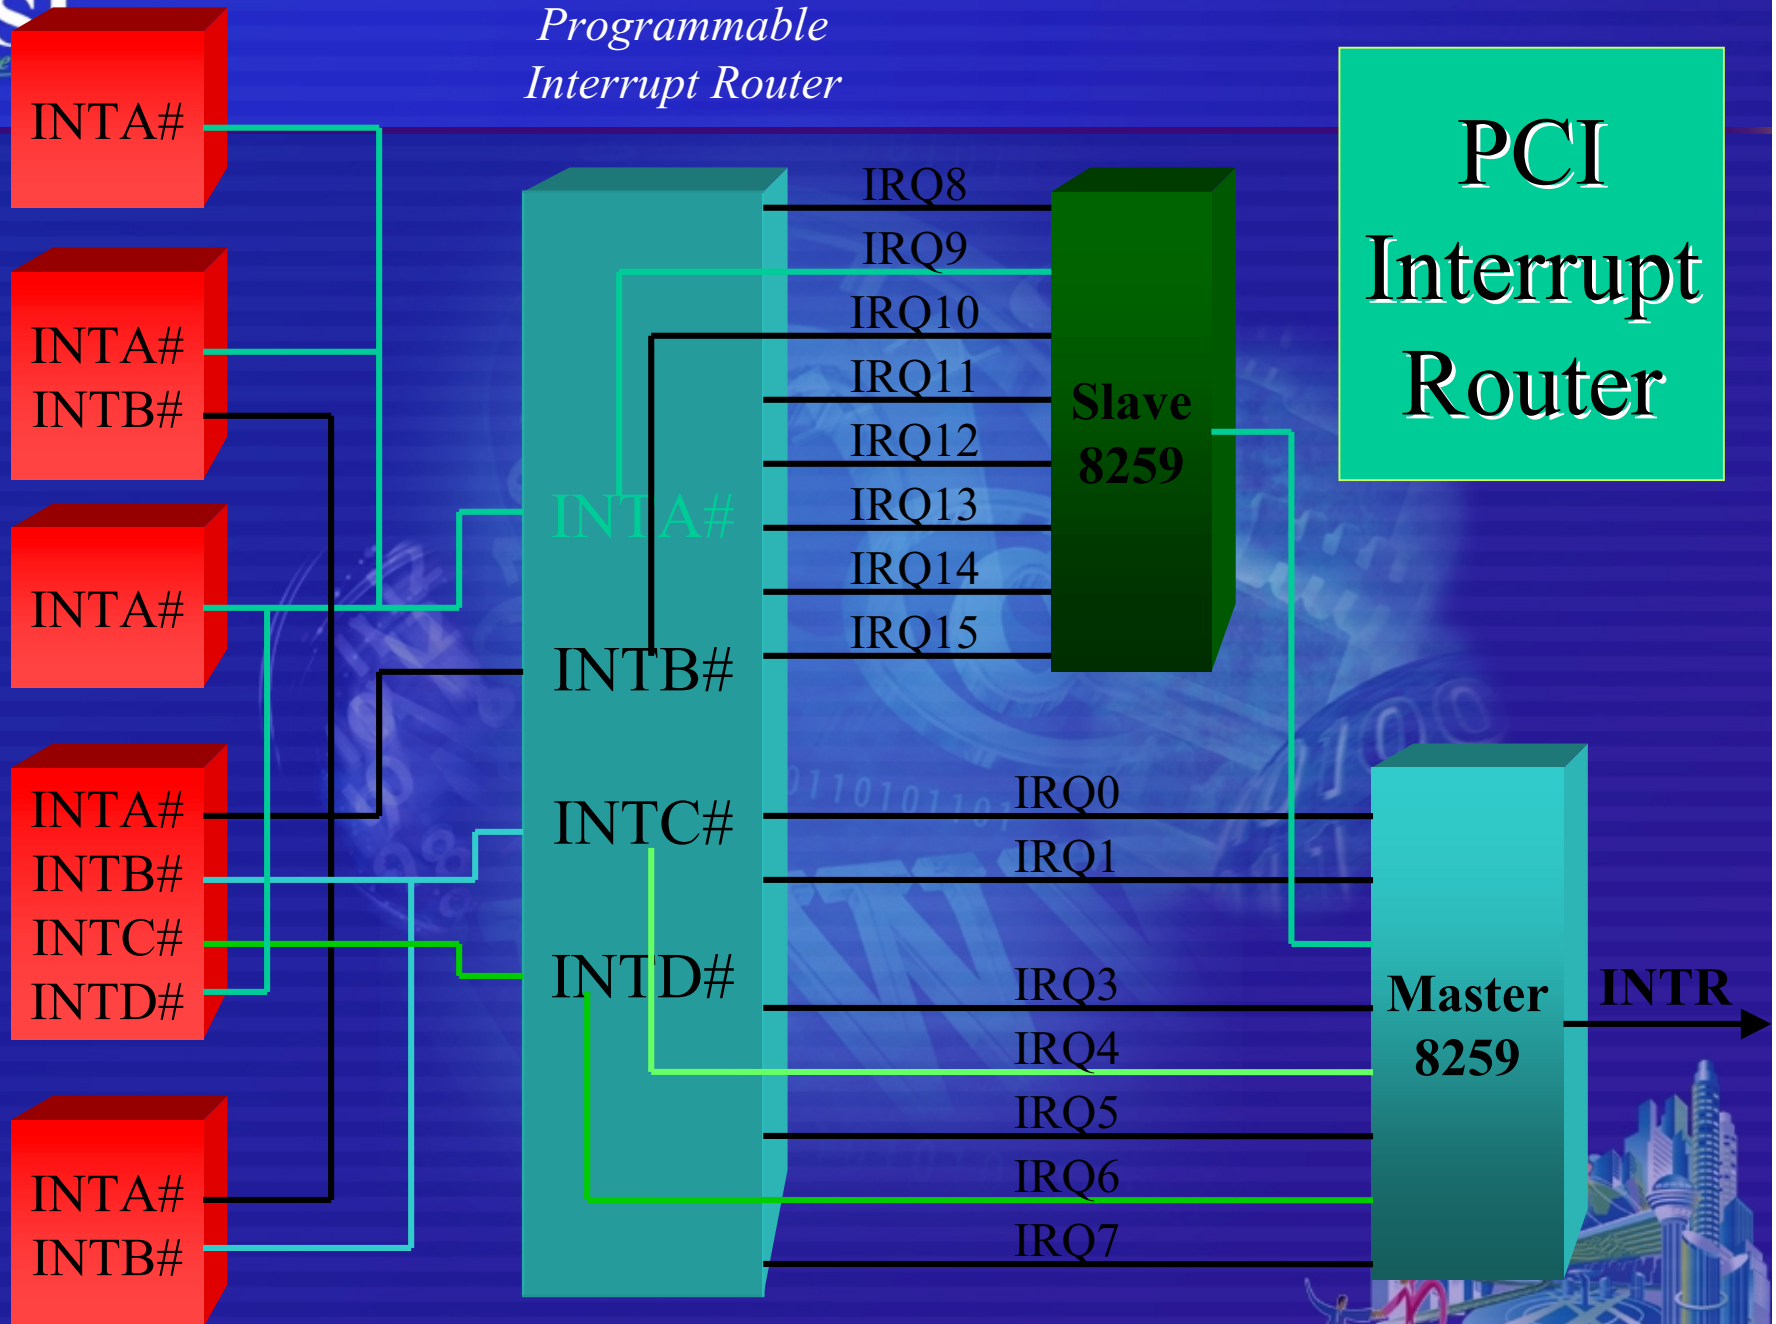 Programmable
Interrupt Router
PCI
Interrupt
Router
INTA#
INTA#
INTB#
INTA#
INTA#
INTB#
INTC#
INTD#
INTA#
INTB#
INTA#
INTB#
INTC#
INTD#
IRQ8
IRQ9
IRQ10
IRQ11
IRQ12
IRQ13
IRQ14
IRQ15
Slave
8259
IRQ0
IRQ1
IRQ3
IRQ4
IRQ5
IRQ6
IRQ7
Master
8259
INTR